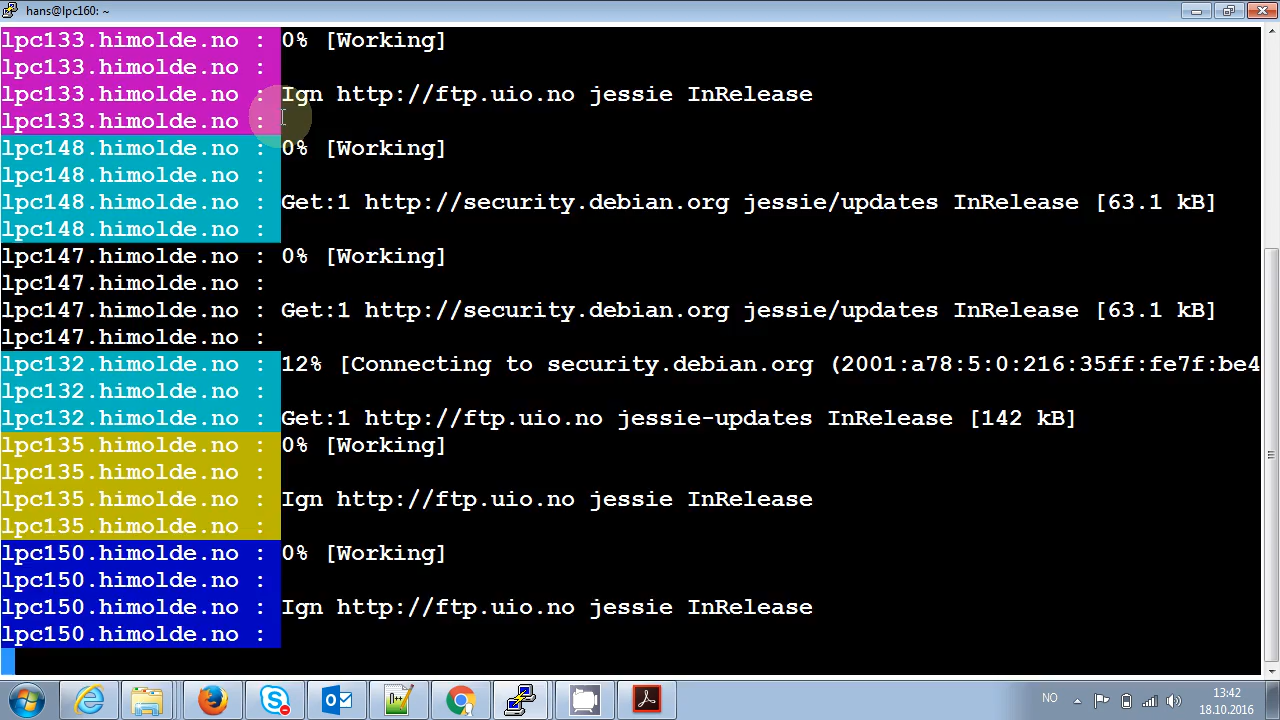 hans@lpc160: ~
lpc133.himolde.no : 0% [Working]
lpc133.himolde.no :
lpc133.himolde.no : Ign http://ftp.uio.no jessie InRelease
lpc133.himolde.no :
lpc148.himolde.no : 0% [Working]
lpc148.himolde.no :
lpc148.himolde.no : Get:1 http://security.debian.org jessie/updates InRelease [63.1 kB]
lpc148.himolde.no :
lpc147.himolde.no : 0% [Working]
lpc147.himolde.no :
lpc147.himolde.no : Get:1 http://security.debian.org jessie/updates InRelease [63.1 kB]
lpc147.himolde.no :
lpc132.himolde.no : 12% [Connecting to security.debian.org (2001:a78:5:0:216:35ff:fe7f:be4
lpc132.himolde.no :
lpc132.himolde.no : Get:1 http://ftp.uio.no jessie-updates InRelease [142 kB]
lpc135.himolde.no : 0% [Working]
lpc135.himolde.no :
lpc135.himolde.no : Ign http://ftp.uio.no jessie InRelease
lpc135.himolde.no :
lpc150.himolde.no : 0% [Working]
lpc150.himolde.no :
lpc150.himolde.no : Ign http://ftp.uio.no jessie InRelease
lpc150.himolde.no :
NO
13:42
18.10.2016